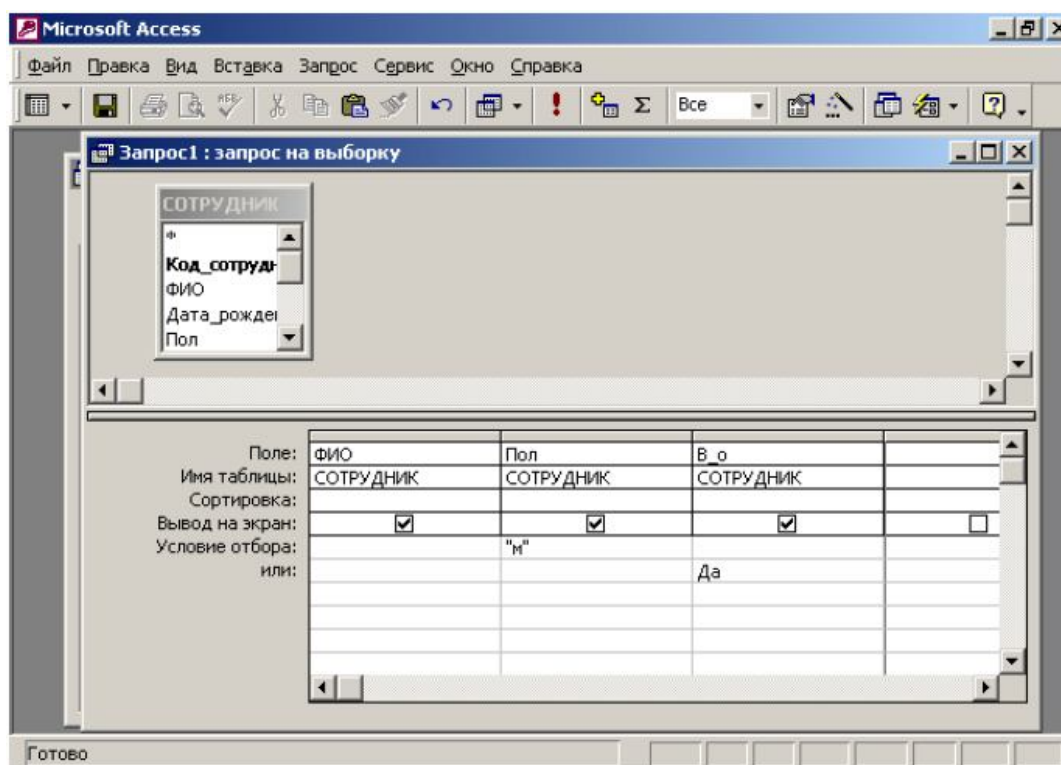 Microsoft Access
Файл Правка Вид Вставка Запрос Сервис Окно Справка
Все
Запрос1 : запрос на выборку
СОТРУДНИК
*
Код_сотрудн
ФИО
Дата_рожде
Пол
Поле: ФИО Пол В_о
Имя таблицы: СОТРУДНИК СОТРУДНИК СОТРУДНИК
Сортировка:
Вывод на экран:
Условие отбора: "м"
или: Да
Готово